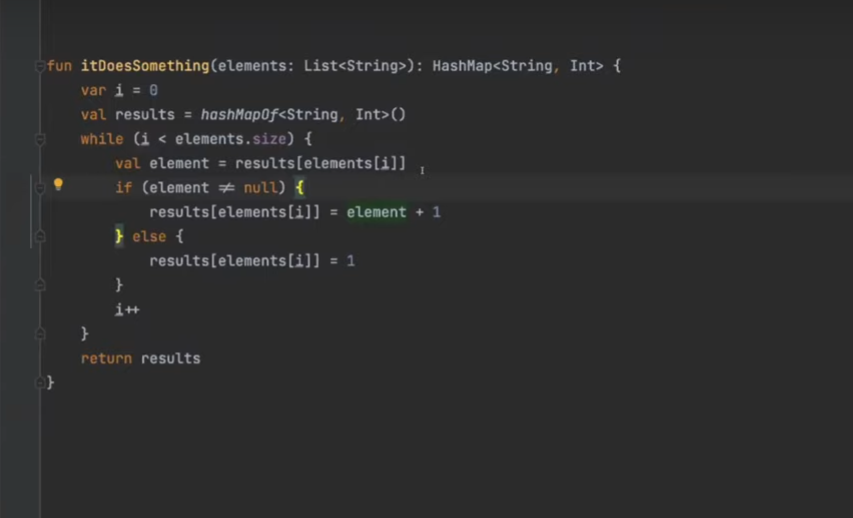 fun itDoesSomething(elements: List<String>): HashMap<String, Int> {
var i = 0
val results = hashMapOf<String, Int>()
while (i < elements.size) {
val element = results[elements[i]]
if (element ≠ null) {
results[elements[i]] = element + 1
} else {
results[elements[i]] = 1
}
i++
}
return results
}